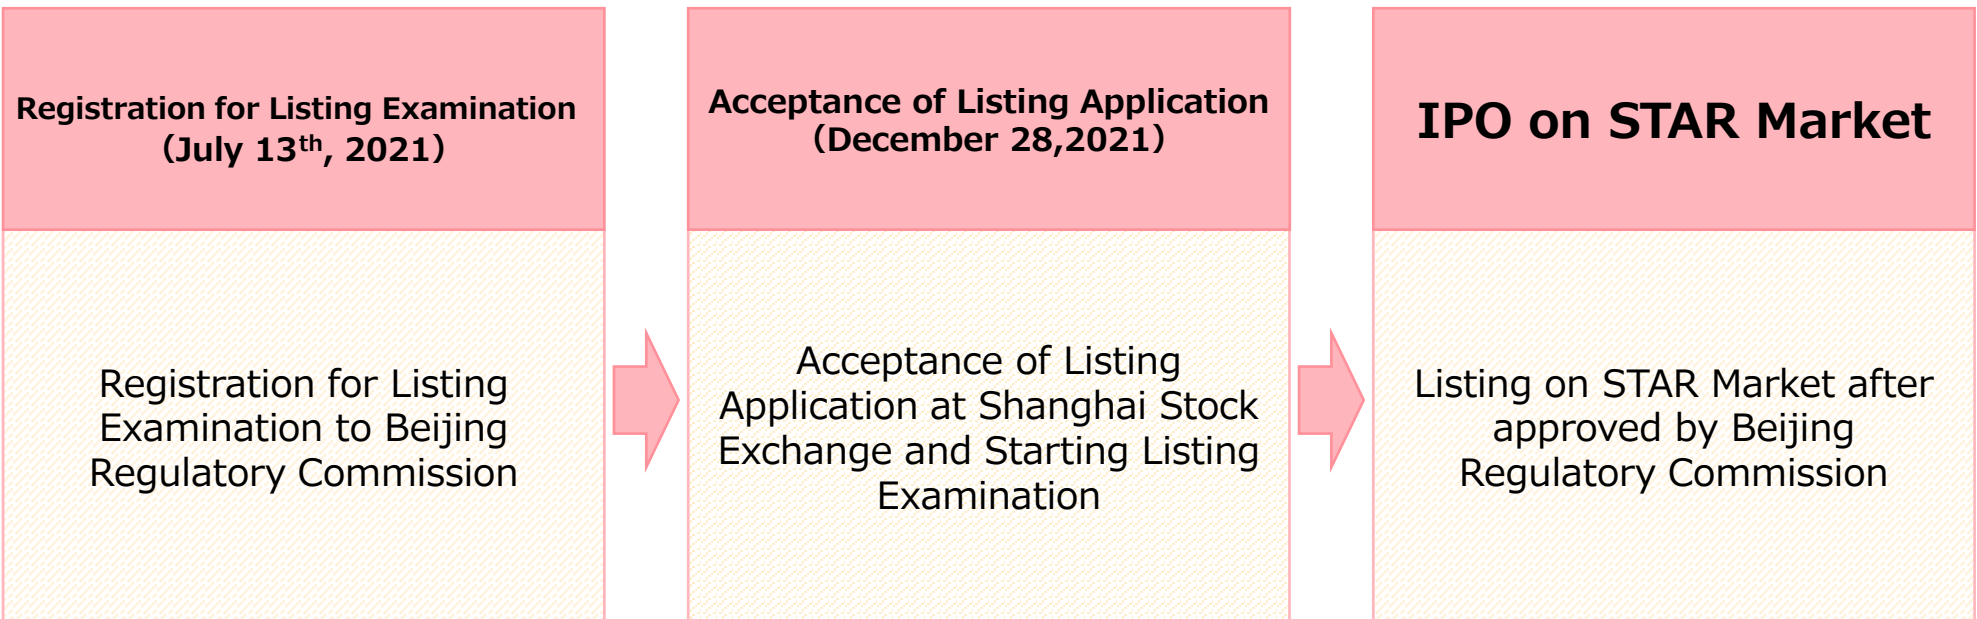 Registration for Listing Examination
（July 13th, 2021）
Registration for Listing
Examination to Beijing
Regulatory Commission
Acceptance of Listing Application
（December 28,2021）
Acceptance of Listing
Application at Shanghai Stock
Exchange and Starting Listing
Examination
IPO on STAR Market
Listing on STAR Market after
approved by Beijing
Regulatory Commission